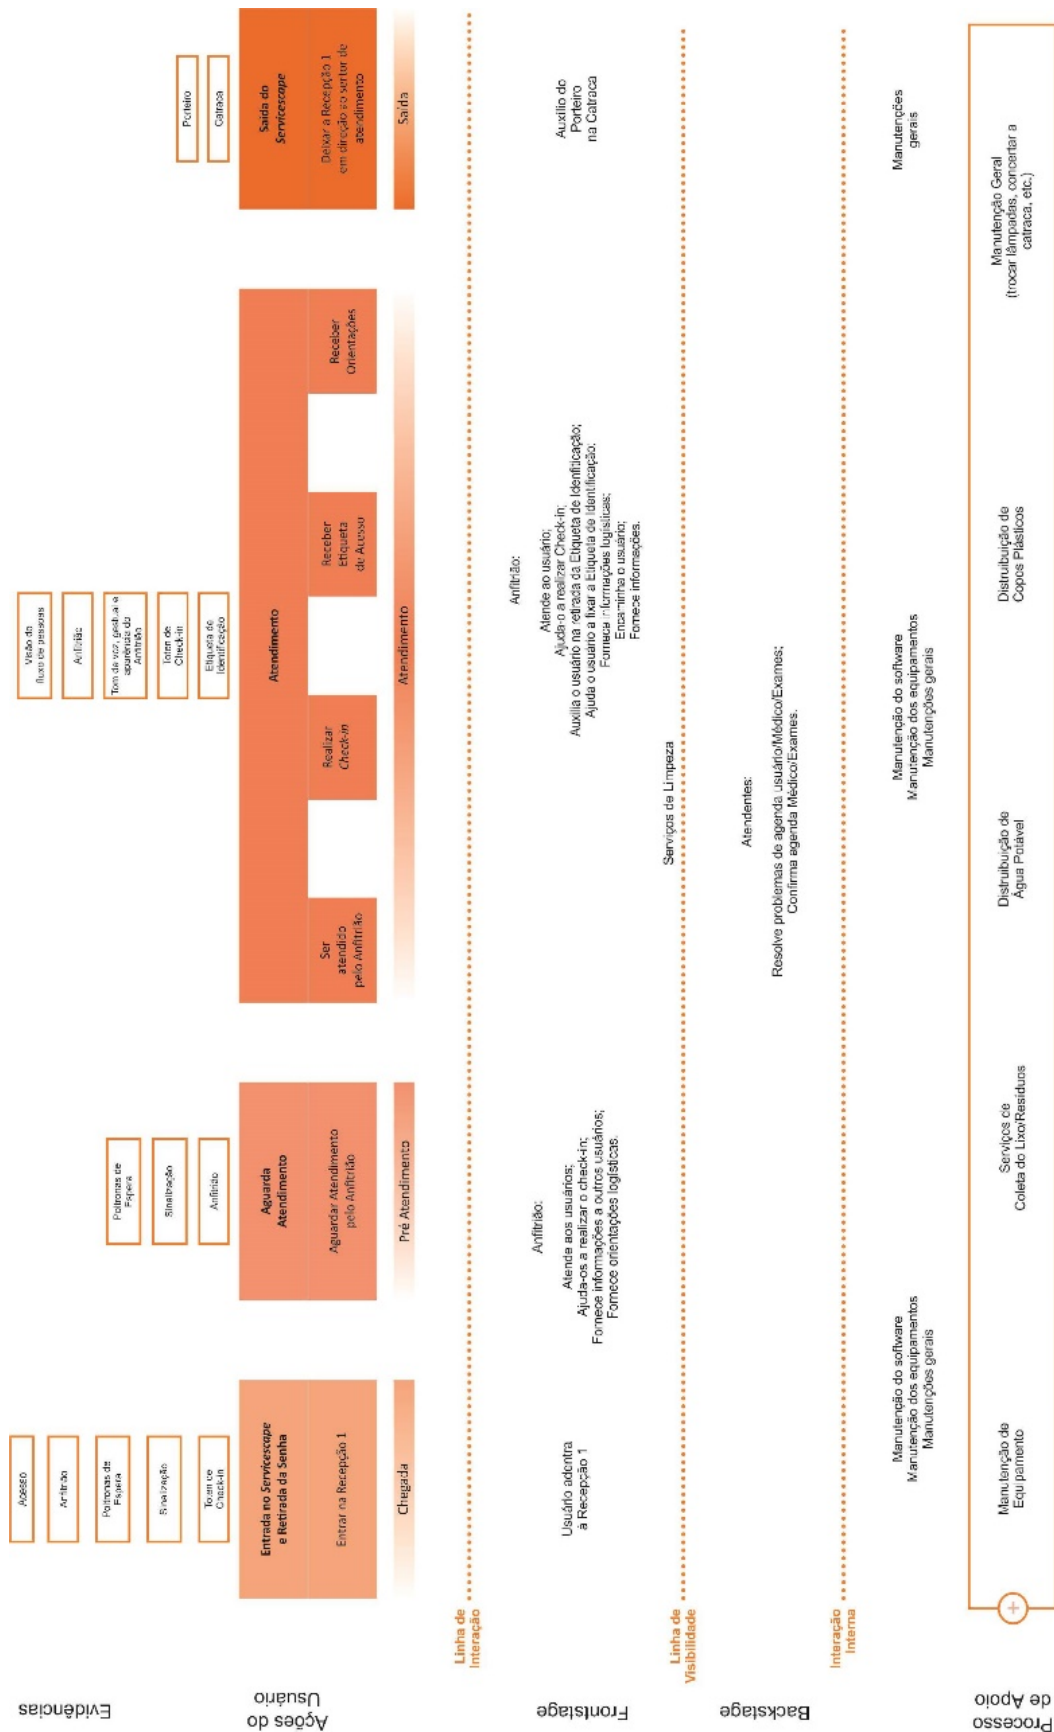 Evidências
Acesso
Anfitrião
Poltronas de
Espera
Sinalização
Totem de
Check-in
Poltronas de
Espera
Sinalização
Anfitrião
Visão do
fluxo de pessoas
Anfitrião
Tom da voz, gestual e
aparência do
Anfitrião
Totem de
Check-in
Etiqueta de
Identificação
Porteiro
Catraca
Ações do
Usuário
Entrada no Servicescape
e Retirada da Senha
Entrar na Recepção 1
Chegada
Aguarda
Atendimento
Aguardar Atendimento
pelo Anfitrião
Pré Atendimento
Atendimento
Ser
atendido
pelo Anfitrião
Realizar
Check-in
Receber
Etiqueta
de Acesso
Receber
Orientações
Atendimento
Saída do
Servicescape
Deixar a Recepção 1
em direção ao sertor de
atendimento
Saída
Linha de
Interação
Frontstage
Usuário adentra
à Recepção 1
Anfitrião:
Atende aos usuários;
Ajuda-os a realizar o check-in;
Fornece informações a outros usuários;
Fornece orientações logísticas.
Anfitrião:
Atende ao usuário;
Ajuda-o a realizar Check-in;
Auxilia o usuário na retirada da Etiqueta de Idenfiticação;
Ajuda o usuário a fixar a Etiqueta de Identificação;
Fornece informações logísticas;
Encaminha o usuário;
Fornece informações.
Auxílio do
Porteiro
na Catraca
Serviços de Limpeza
Linha de
Visibilidade
Backstage
Atendentes:
Resolve problemas de agenda usuário/Médico/Exames;
Confirma agenda Médico/Exames.
Interação
Interna
Manutenção do software
Manutenção dos equipamentos
Manutenções gerais
Manutenção do software
Manutenção dos equipamentos
Manutenções gerais
Manutenções
gerais
Processo
de Apoio
+
Manutenção de
Equipamento
Serviços de
Coleta do Lixo/Resíduos
Distruibuição de
Água Potável
Distruibuição de
Copos Plásticos
Manutenção Geral
(trocar lâmpadas, concertar a
catraca, etc.)